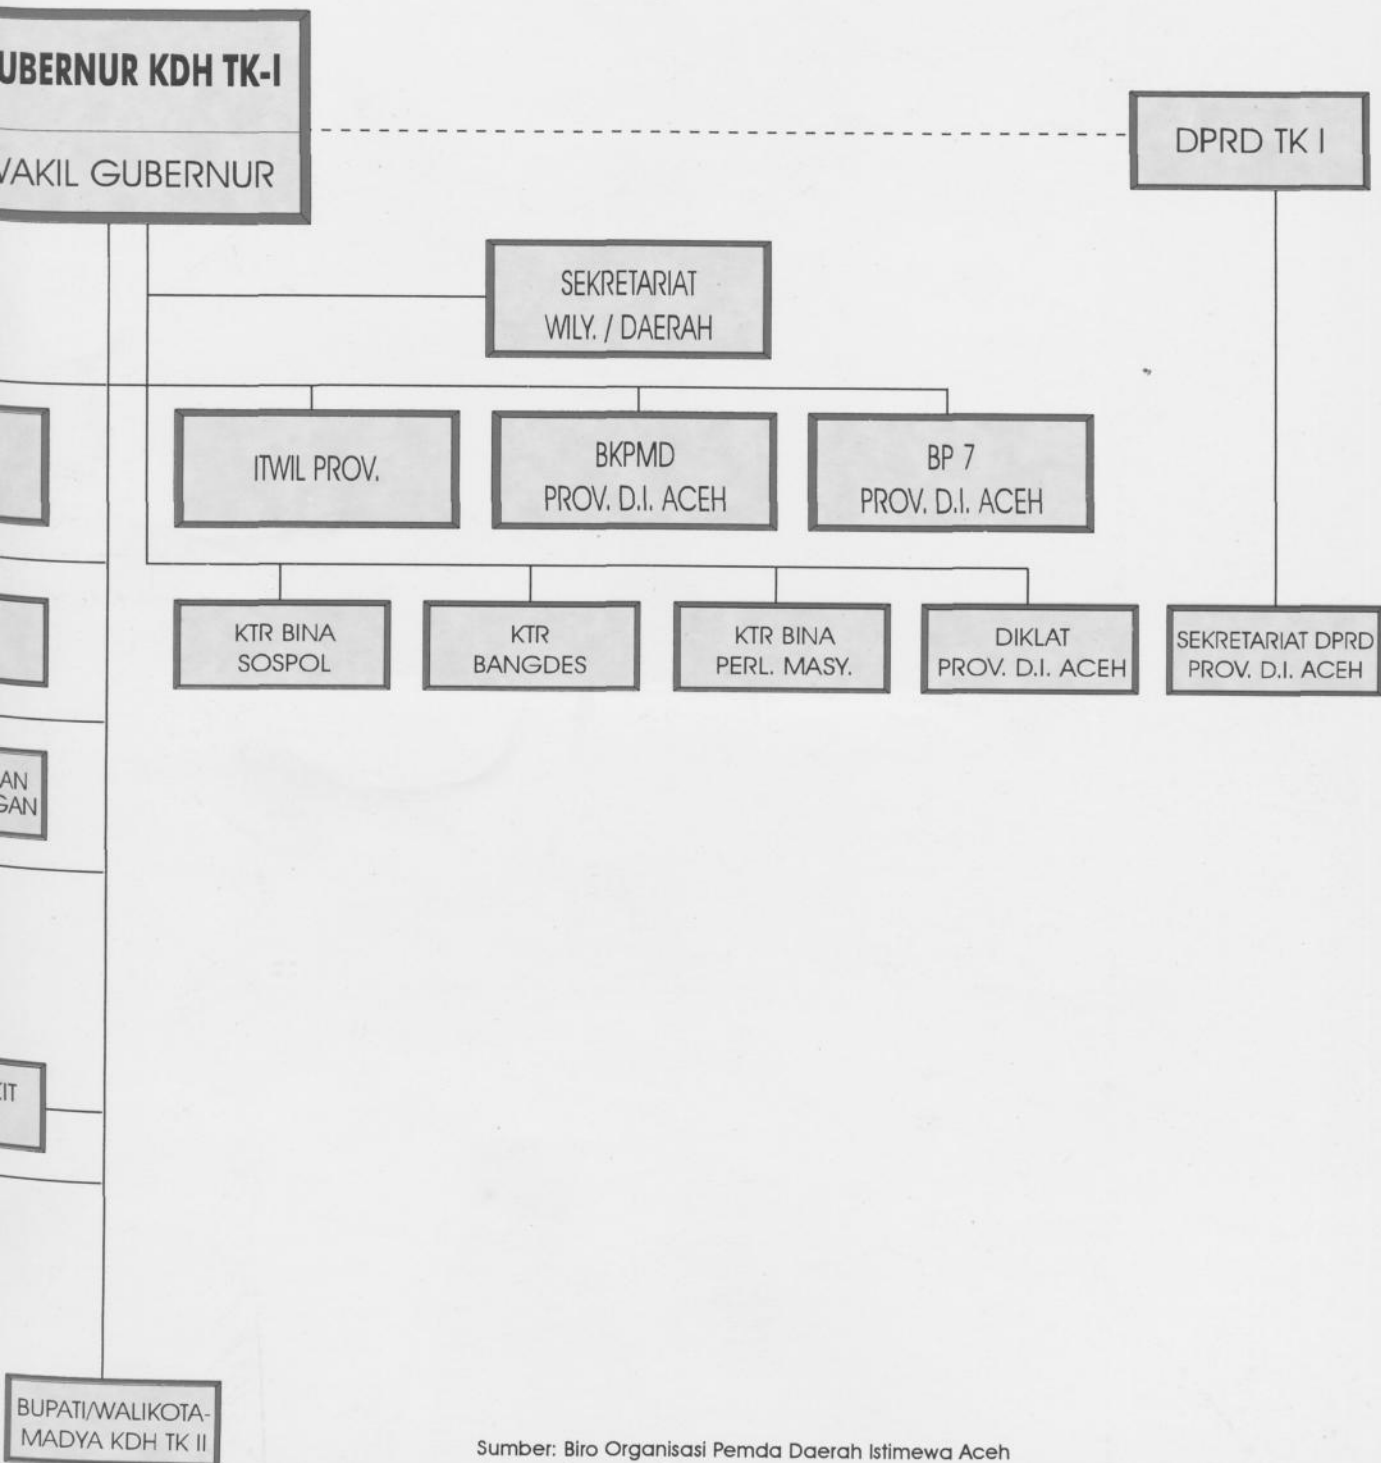 UBERNUR KDH TK-I
WAKIL GUBERNUR
DPRD TK I
SEKRETARIAT
WILY. / DAERAH
ITWIL PROV.
BKPMD
PROV. D.I. ACEH
BP 7
PROV. D.I. ACEH
KTR BINA
SOSPOL
KTR
BANGDES
KTR BINA
PERL. MASY.
DIKLAT
PROV. D.I. ACEH
SEKRETARIAT DPRD
PROV. D.I. ACEH
AN
GAN
KIT
BUPATI/WALIKOTA-
MADYA KDH TK II
Sumber: Biro Organisasi Pemda Daerah Istimewa Aceh